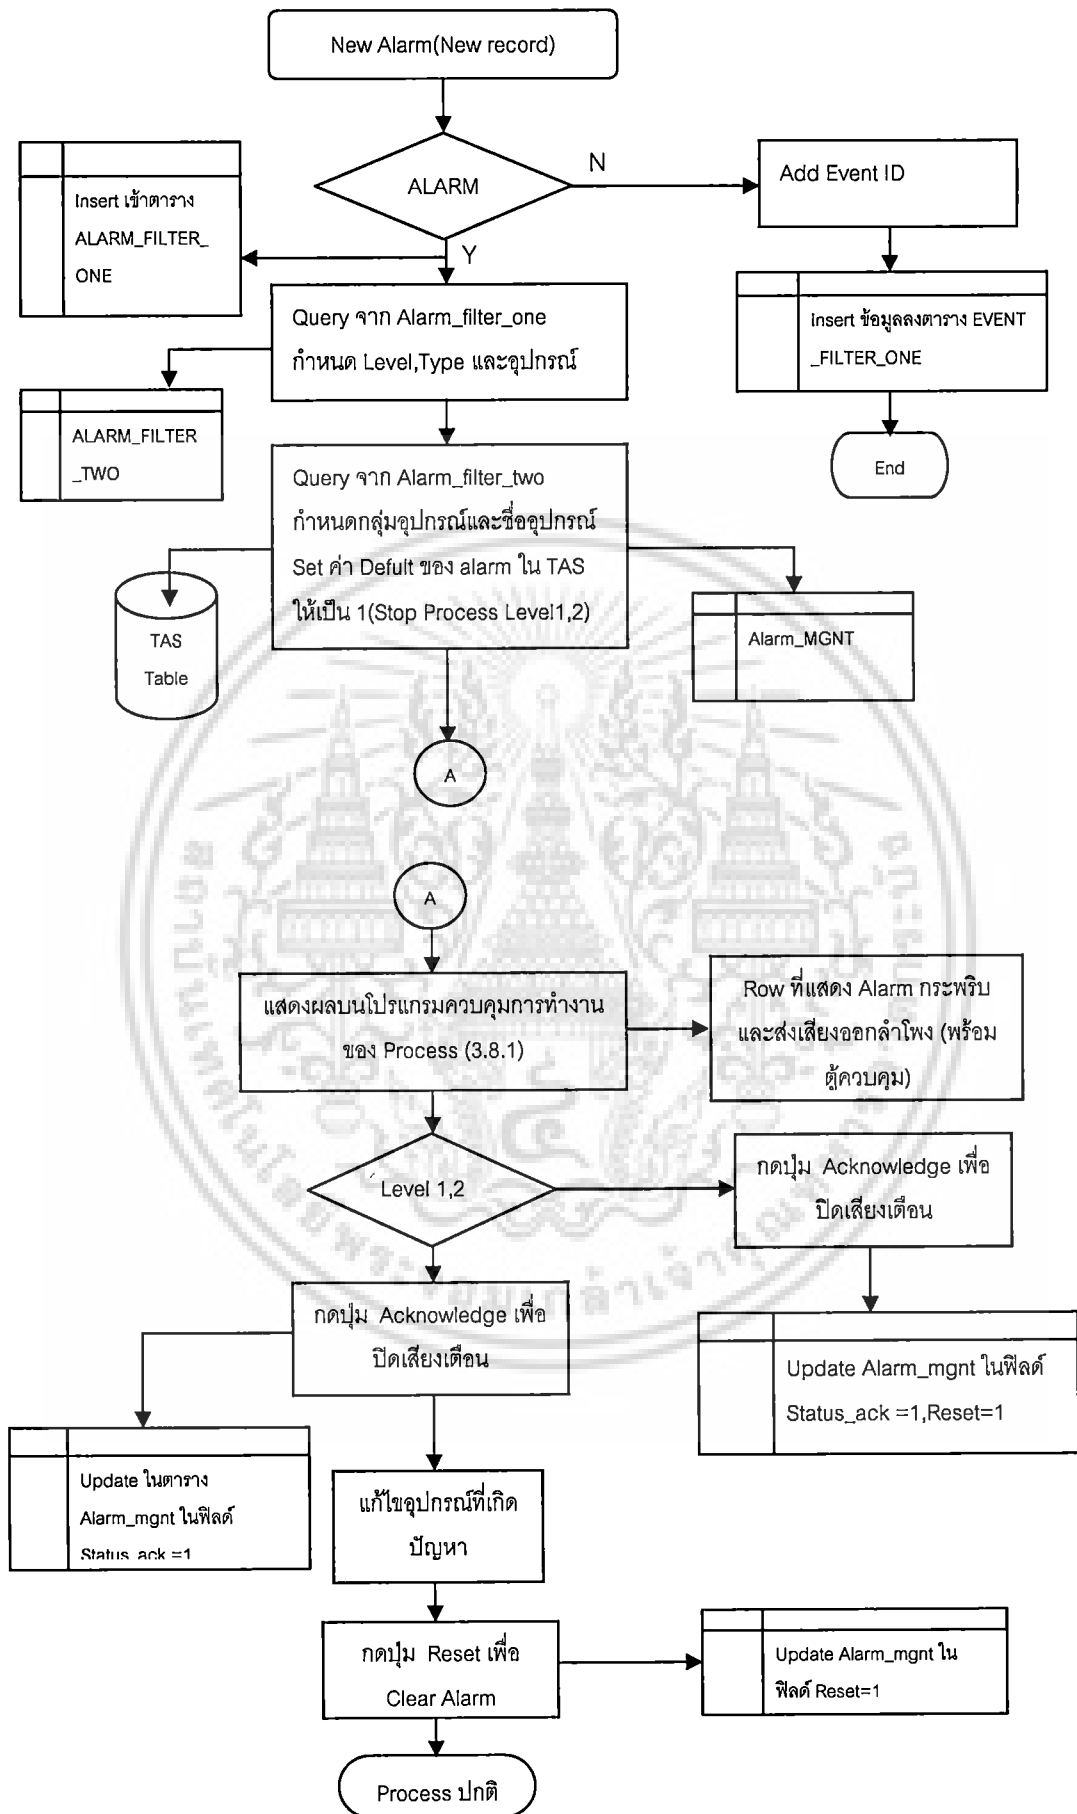 New Alarm(New record)
ALARM
N
Y
Add Event ID
Insert เข้าตาราง
ALARM_FILTER_
ONE
Insert ข้อมูลลงตาราง EVENT
_FILTER_ONE
End
Query จาก Alarm_filter_one
กำหนด Level,Type และอุปกรณ์
ALARM_FILTER
_TWO
Query จาก Alarm_filter_two
กำหนดกลุ่มอุปกรณ์และชื่ออุปกรณ์
Set ค่า Defult ของ alarm ใน TAS
ให้เป็น 1(Stop Process Level1,2)
TAS
Table
Alarm_MGNT
A
A
แสดงผลบนโปรแกรมควบคุมการทำงาน
ของ Process (3.8.1)
Row ที่แสดง Alarm กระพริบ
และส่งเสียงออกลำโพง (พร้อม
ตู้ควบคุม)
Level 1,2
กดปุ่ม Acknowledge เพื่อ
ปิดเสียงเตือน
กดปุ่ม Acknowledge เพื่อ
ปิดเสียงเตือน
Update Alarm_mgnt ในฟิลด์
Status_ack =1,Reset=1
Update ในตาราง
Alarm_mgnt ในฟิลด์
Status_ack =1
แก้ไขอุปกรณ์ที่เกิด
ปัญหา
กดปุ่ม Reset เพื่อ
Clear Alarm
Update Alarm_mgnt ใน
ฟิลด์ Reset=1
Process ปกติ